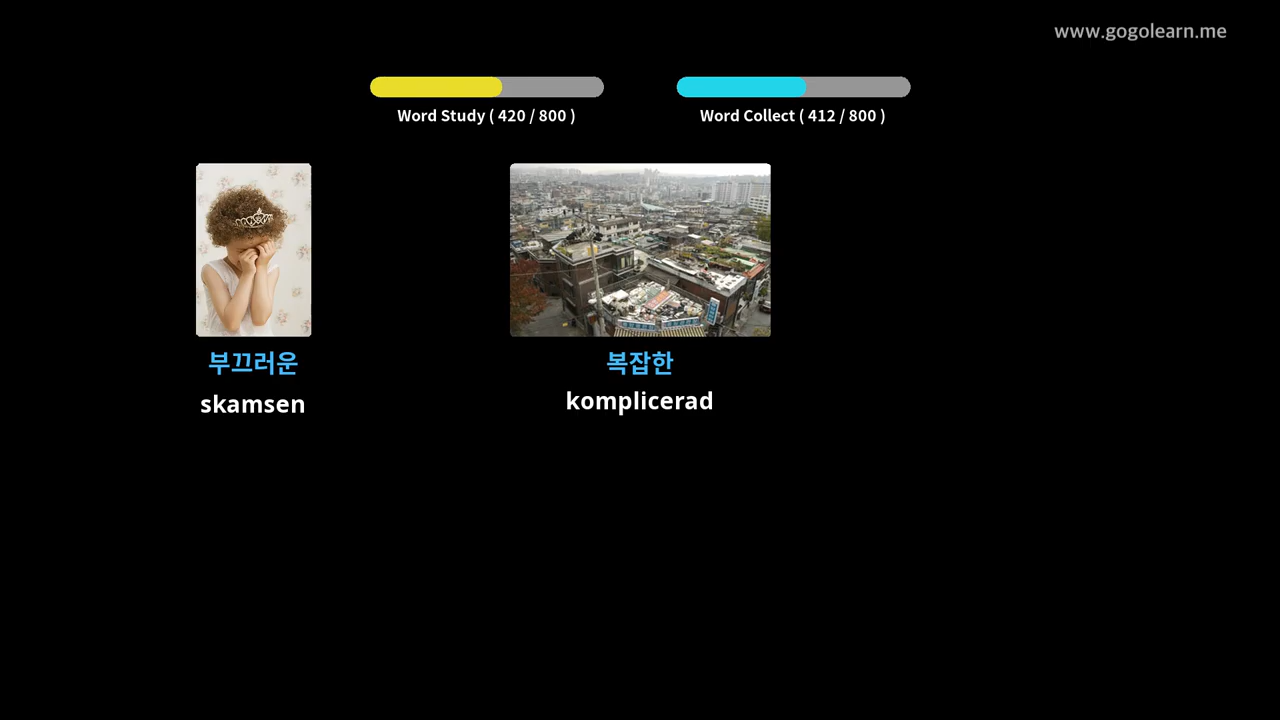 www.gogolearn.me
Word Study ( 420 / 800 )
Word Collect ( 412 / 800 )
부끄러운
skamsen
복잡한
komplicerad